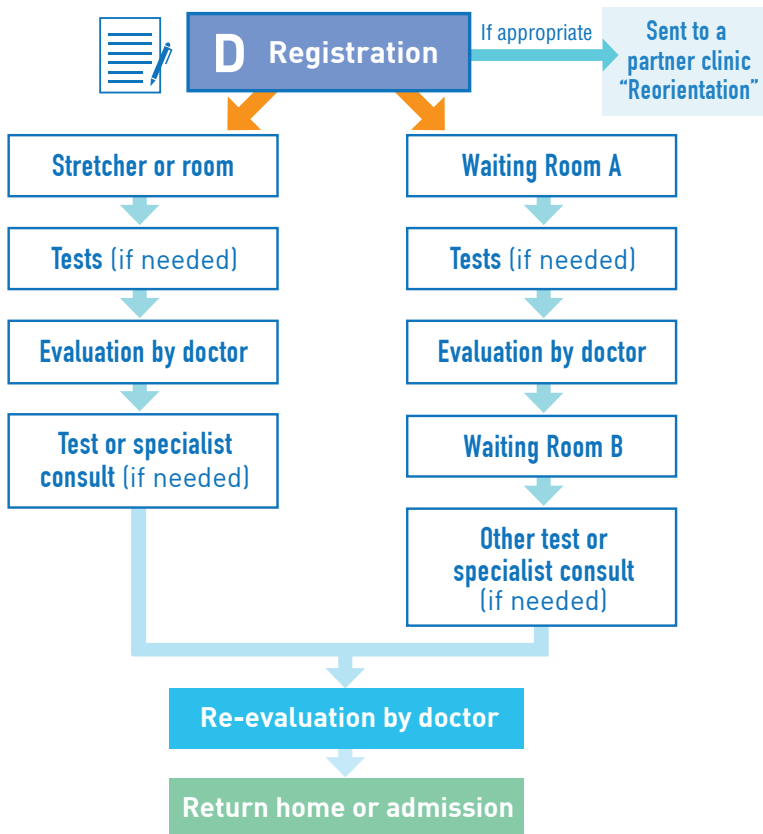 D Registration
If appropriate
Sent to a
partner clinic
“Reorientation”
Stretcher or room
Tests (if needed)
Evaluation by doctor
Test or specialist
consult (if needed)
Waiting Room A
Tests (if needed)
Evaluation by doctor
Waiting Room B
Other test or
specialist consult
(if needed)
Re-evaluation by doctor
Return home or admission